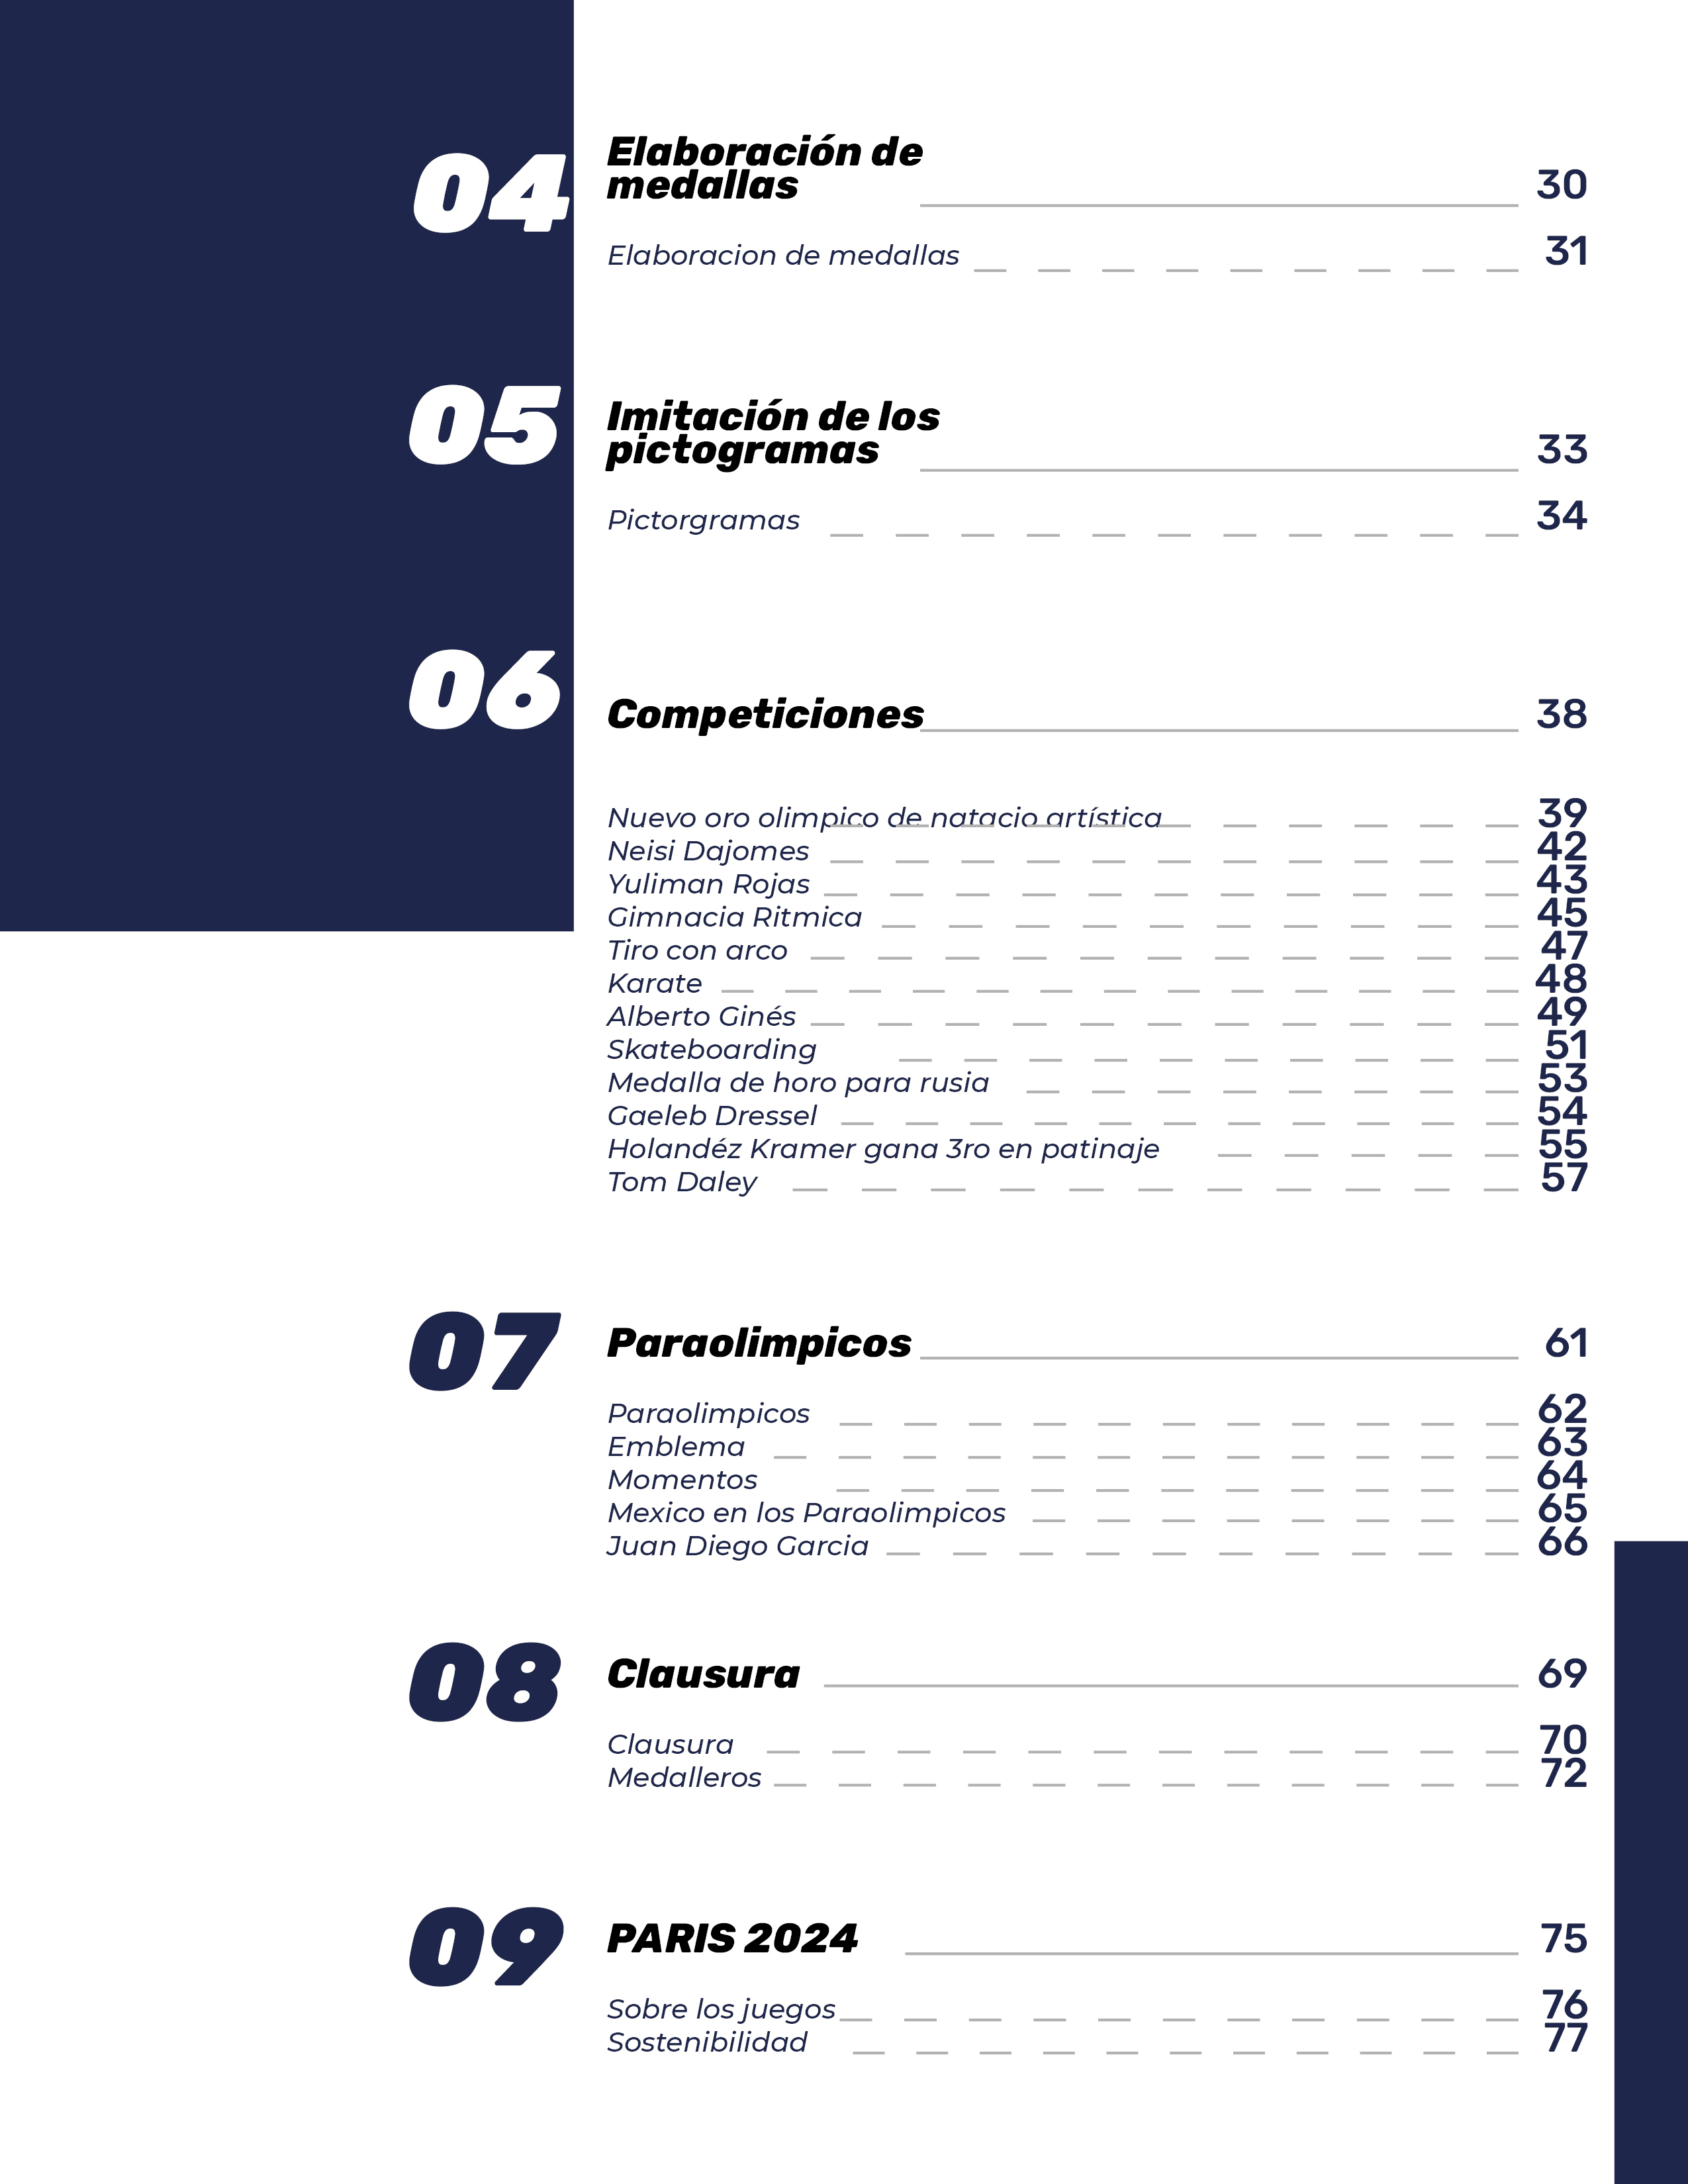 04
Elaboración de
medallas 30
Elaboracion de medallas 31
05
Imitación de los
pictogramas 33
Pictorgramas 34
06
Competiciones 38
Nuevo oro olimpico de natacio artística 39
Neisi Dajomes 42
Yuliman Rojas 43
Gimnacia Ritmica 45
Tiro con arco 47
Karate 48
Alberto Ginés 49
Skateboarding 51
Medalla de horo para rusia 53
Gaeleb Dressel 54
Holandéz Kramer gana 3ro en patinaje 55
Tom Daley 57
07
Paraolimpicos 61
Paraolimpicos 62
Emblema 63
Momentos 64
Mexico en los Paraolimpicos 65
Juan Diego Garcia 66
08
Clausura 69
Clausura 70
Medalleros 72
09
PARIS 2024 75
Sobre los juegos 76
Sostenibilidad 77